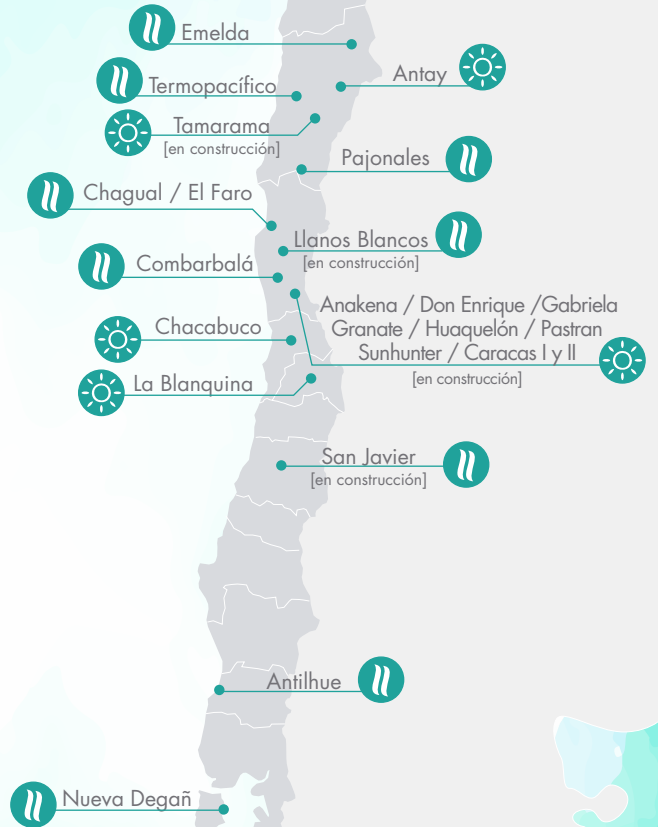 Emelda
Antay
Termopacífico
Tamarama
[en construcción]
Pajonales
Chagual / El Faro
Llanos Blancos
[en construcción]
Combarbalá
Anakena / Don Enrique /Gabriela
Granate / Huaquelón / Pastran
Sunhunter / Caracas I y II
[en construcción]
Chacabuco
La Blanquina
San Javier
[en construcción]
Antilhue
Nueva Degañ